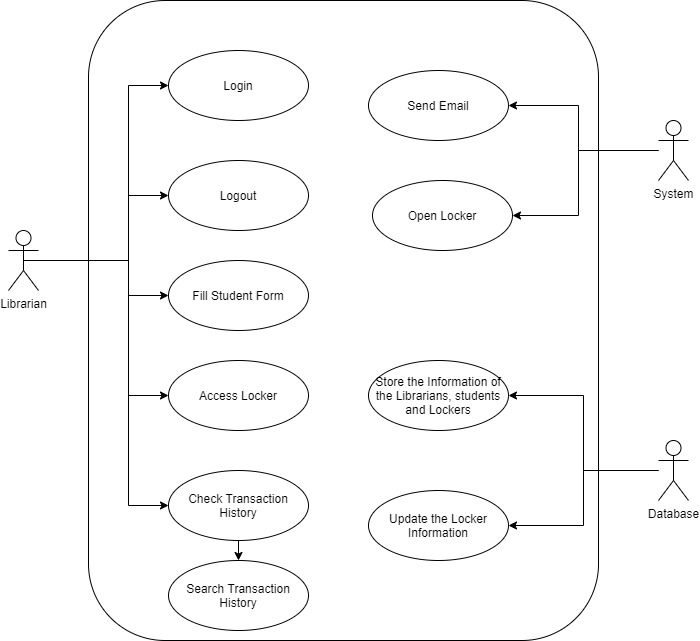 Login
Send Email
Logout
Open Locker
System
Librarian
Fill Student Form
Access Locker
Store the Information of
the Librarians, students
and Lockers
Check Transaction
History
Update the Locker
Information
Database
Search Transaction
History